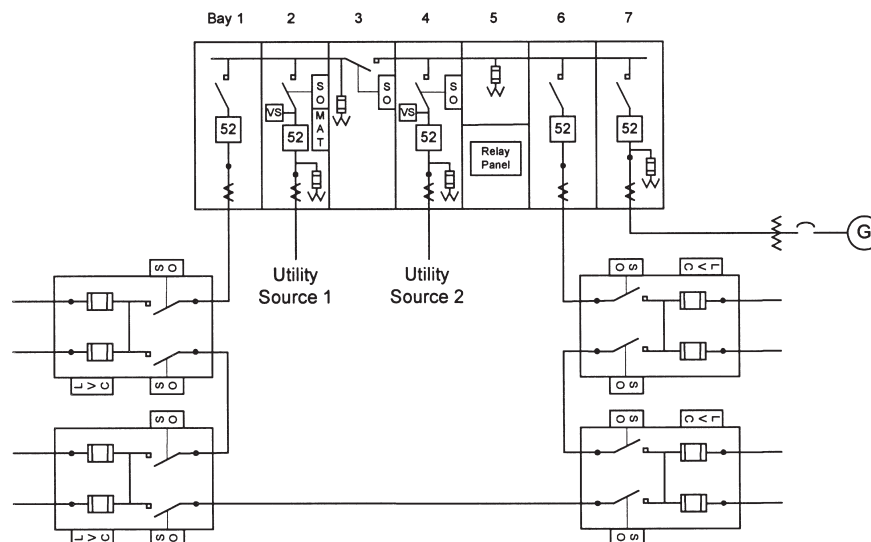 Bay 1 2 3 4 5 6 7
S O
M A T
S O
S O
VS
VS
52
52
52
52
52
Relay
Panel
G
Utility
Source 1
Utility
Source 2
S O
S O
L V C
L V C
S O
S O
S O
S O
L V C
L V C
S O
S O